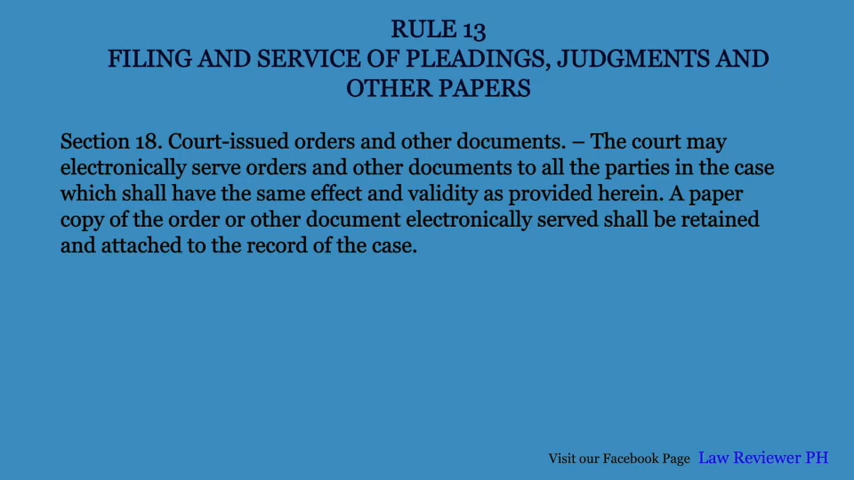 RULE 13
FILING AND SERVICE OF PLEADINGS, JUDGMENTS AND
OTHER PAPERS
Section 18. Court-issued orders and other documents. – The court may
electronically serve orders and other documents to all the parties in the case
which shall have the same effect and validity as provided herein. A paper
copy of the order or other document electronically served shall be retained
and attached to the record of the case.
Visit our Facebook Page Law Reviewer PH